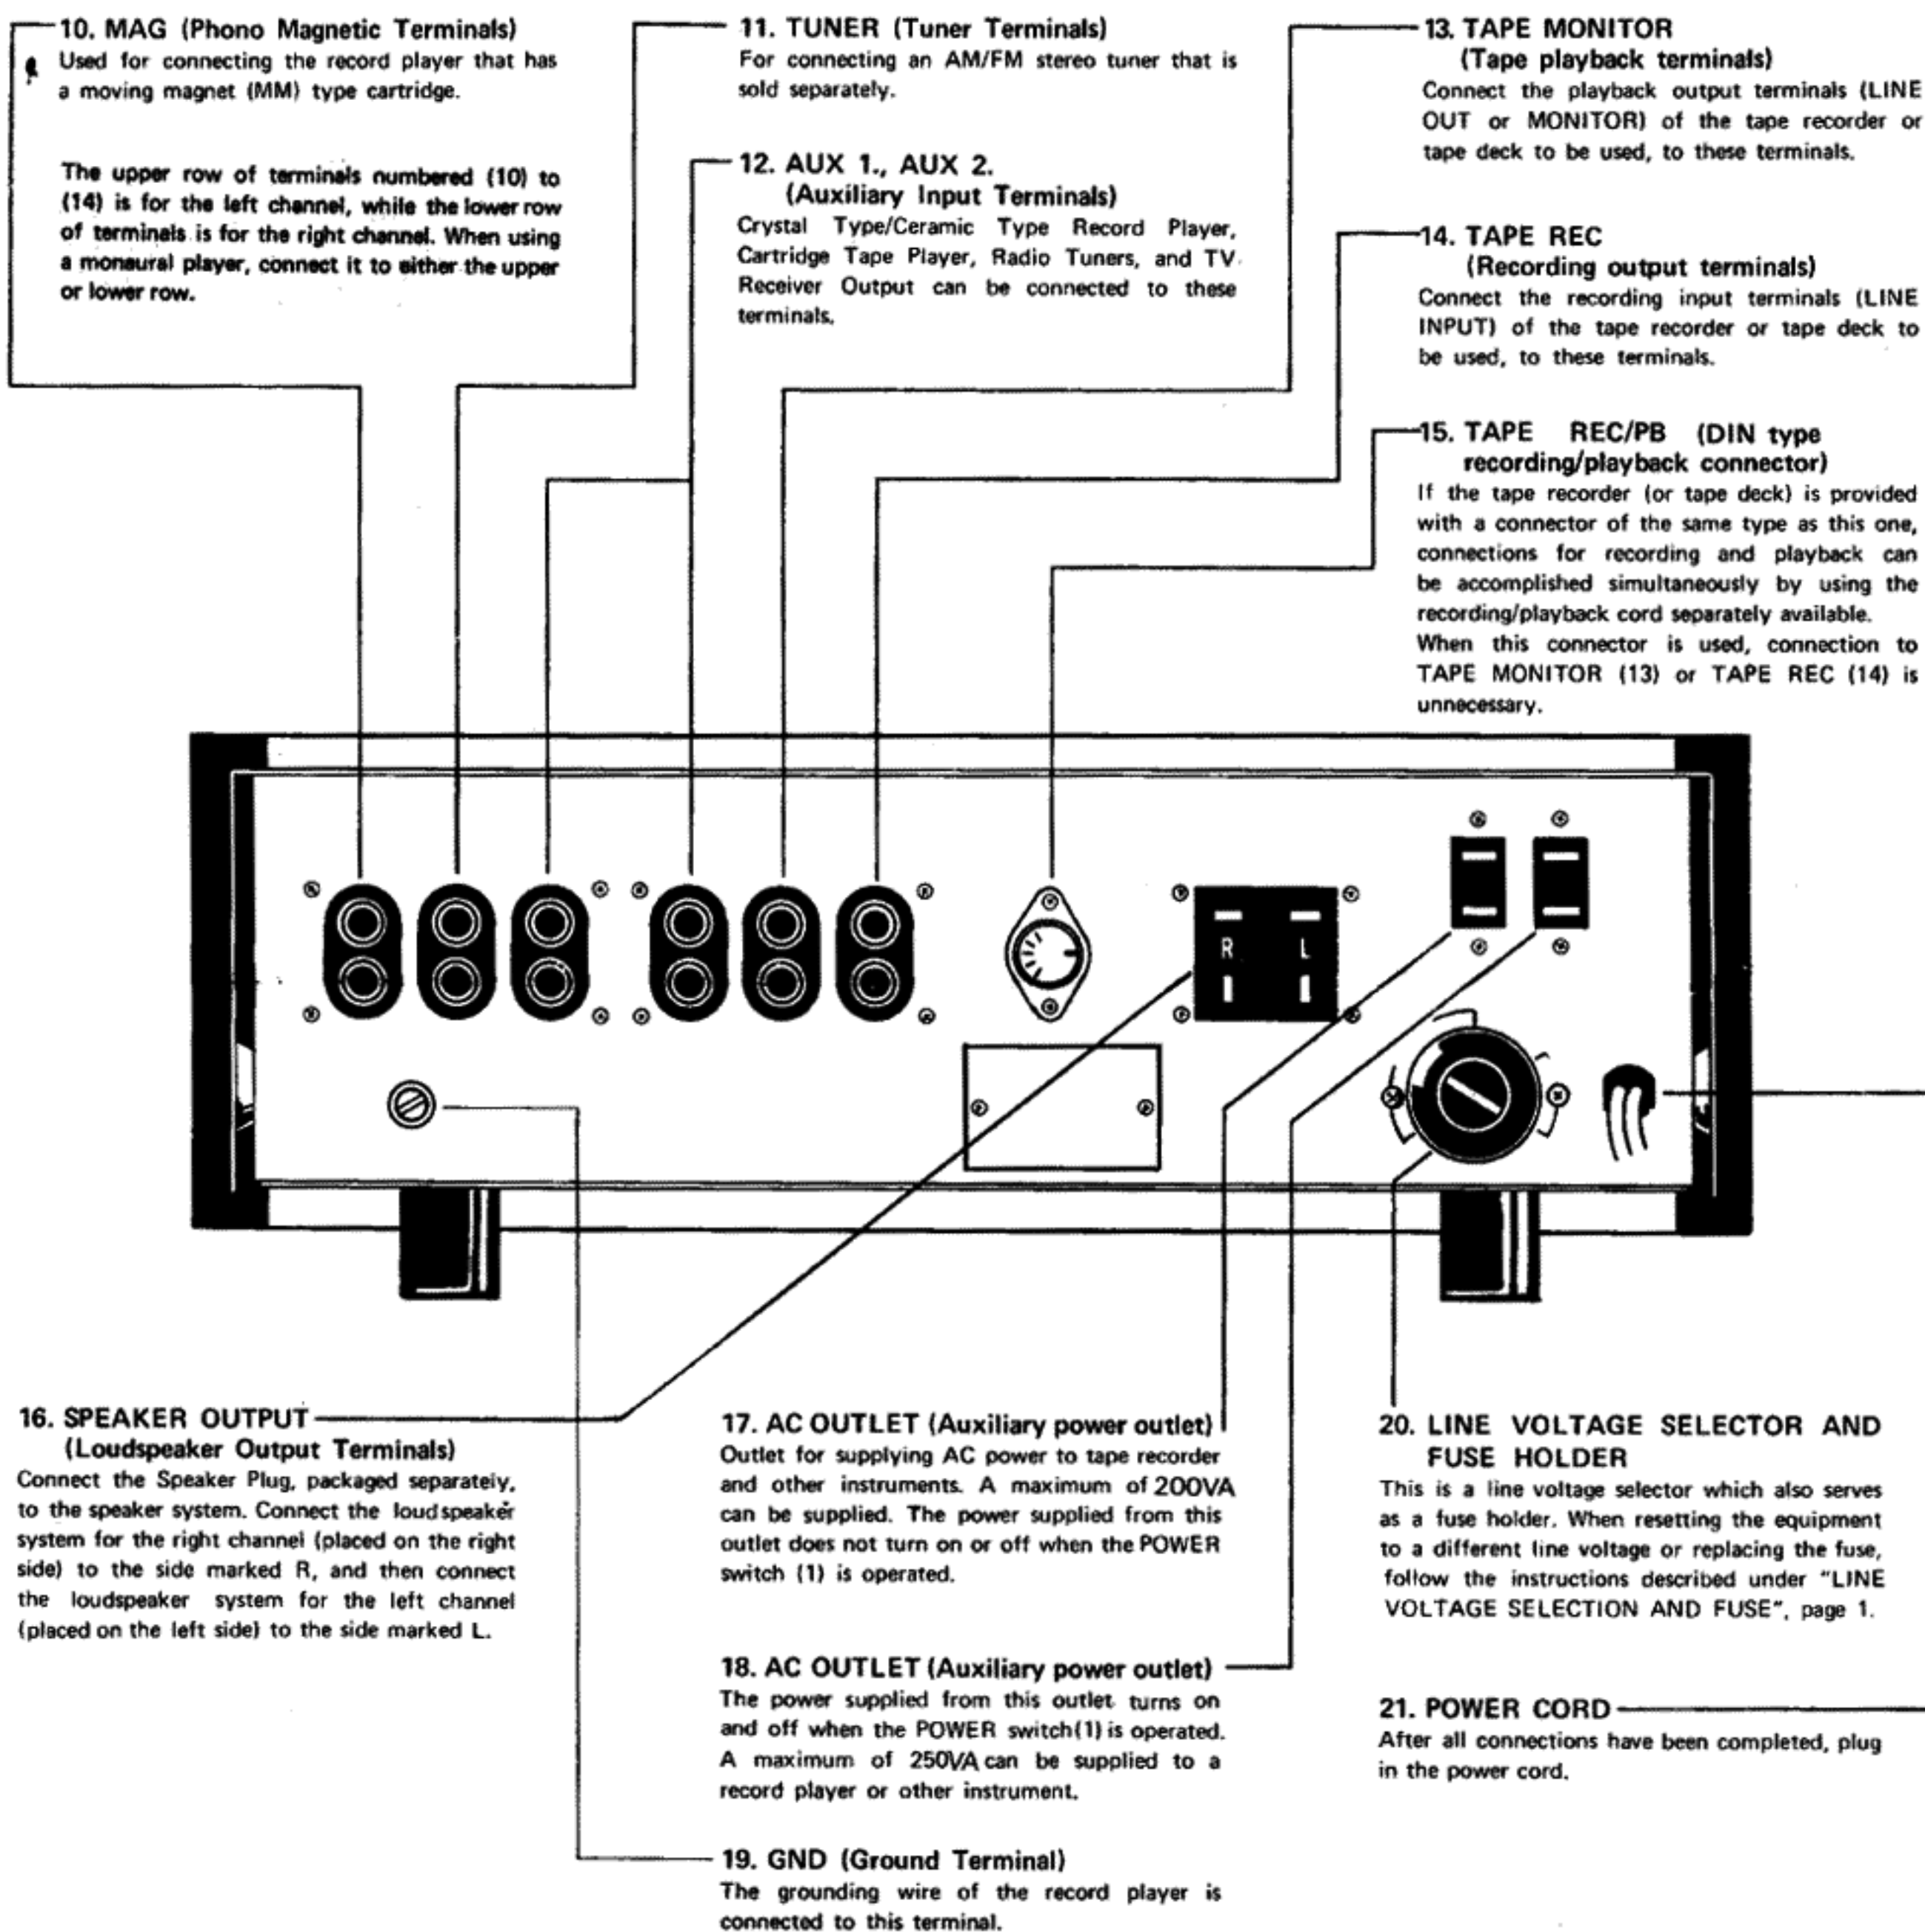 10. MAG (Phono Magnetic Terminals)
Used for connecting the record player that has
a moving magnet (MM) type cartridge.
The upper row of terminals numbered (10) to
(14) is for the left channel, while the lower row
of terminals is for the right channel. When using
a monaural player, connect it to either the upper
or lower row.
11. TUNER (Tuner Terminals)
For connecting an AM/FM stereo tuner that is
sold separately.
12. AUX 1., AUX 2.
(Auxiliary Input Terminals)
Crystal Type/Ceramic Type Record Player,
Cartridge Tape Player, Radio Tuners, and TV
Receiver Output can be connected to these
terminals.
13. TAPE MONITOR
(Tape playback terminals)
Connect the playback output terminals (LINE
OUT or MONITOR) of the tape recorder or
tape deck to be used, to these terminals.
14. TAPE REC
(Recording output terminals)
Connect the recording input terminals (LINE
INPUT) of the tape recorder or tape deck to
be used, to these terminals.
15. TAPE REC/PB (DIN type
recording/playback connector)
If the tape recorder (or tape deck) is provided
with a connector of the same type as this one,
connections for recording and playback can
be accomplished simultaneously by using the
recording/playback cord separately available.
When this connector is used, connection to
TAPE MONITOR (13) or TAPE REC (14) is
unnecessary.
R L
16. SPEAKER OUTPUT
(Loudspeaker Output Terminals)
Connect the Speaker Plug, packaged separately,
to the speaker system. Connect the loudspeaker
system for the right channel (placed on the right
side) to the side marked R, and then connect
the loudspeaker system for the left channel
(placed on the left side) to the side marked L.
17. AC OUTLET (Auxiliary power outlet)
Outlet for supplying AC power to tape recorder
and other instruments. A maximum of 200VA
can be supplied. The power supplied from this
outlet does not turn on or off when the POWER
switch (1) is operated.
18. AC OUTLET (Auxiliary power outlet)
The power supplied from this outlet turns on
and off when the POWER switch(1) is operated.
A maximum of 250VA can be supplied to a
record player or other instrument.
19. GND (Ground Terminal)
The grounding wire of the record player is
connected to this terminal.
20. LINE VOLTAGE SELECTOR AND
FUSE HOLDER
This is a line voltage selector which also serves
as a fuse holder. When resetting the equipment
to a different line voltage or replacing the fuse,
follow the instructions described under "LINE
VOLTAGE SELECTION AND FUSE", page 1.
21. POWER CORD
After all connections have been completed, plug
in the power cord.